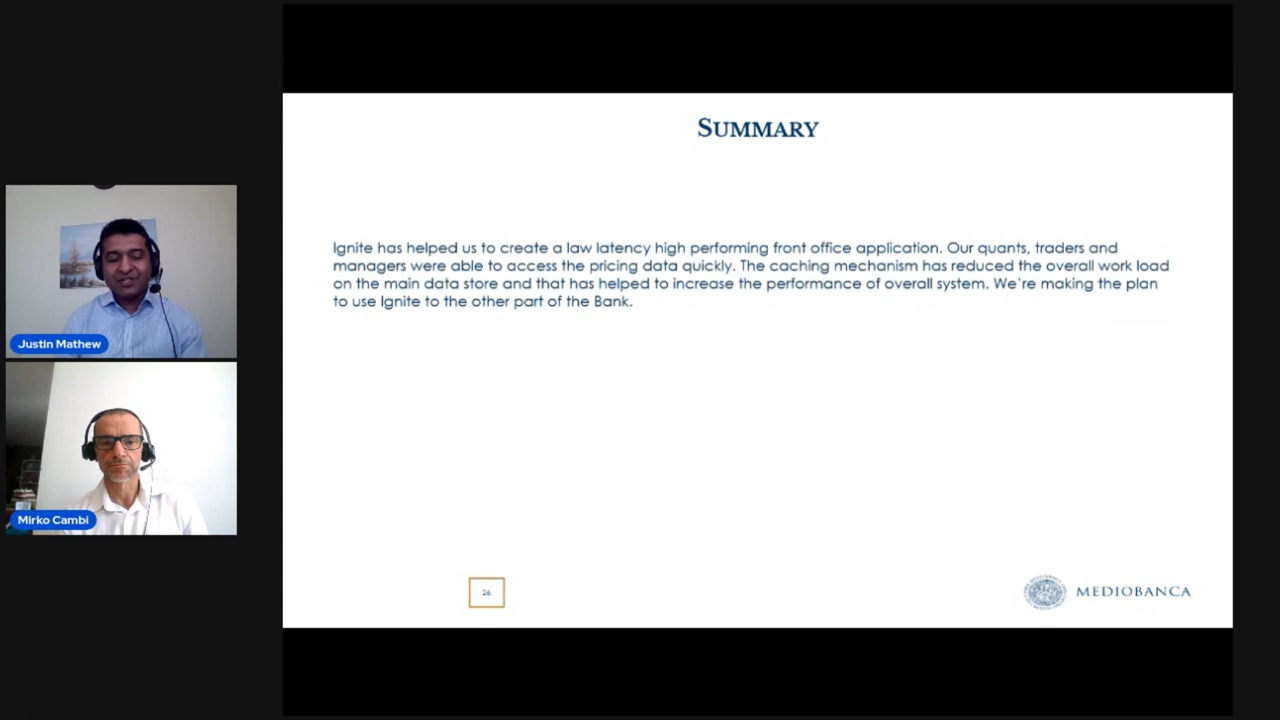 SUMMARY
Ignite has helped us to create a law latency high performing front office application. Our quants, traders and
managers were able to access the pricing data quickly. The caching mechanism has reduced the overall work load
on the main data store and that has helped to increase the performance of overall system. We're making the plan
to use Ignite to the other part of the Bank.
Justin Mathew
Mirko Cambi
26
MEDIOBANCA